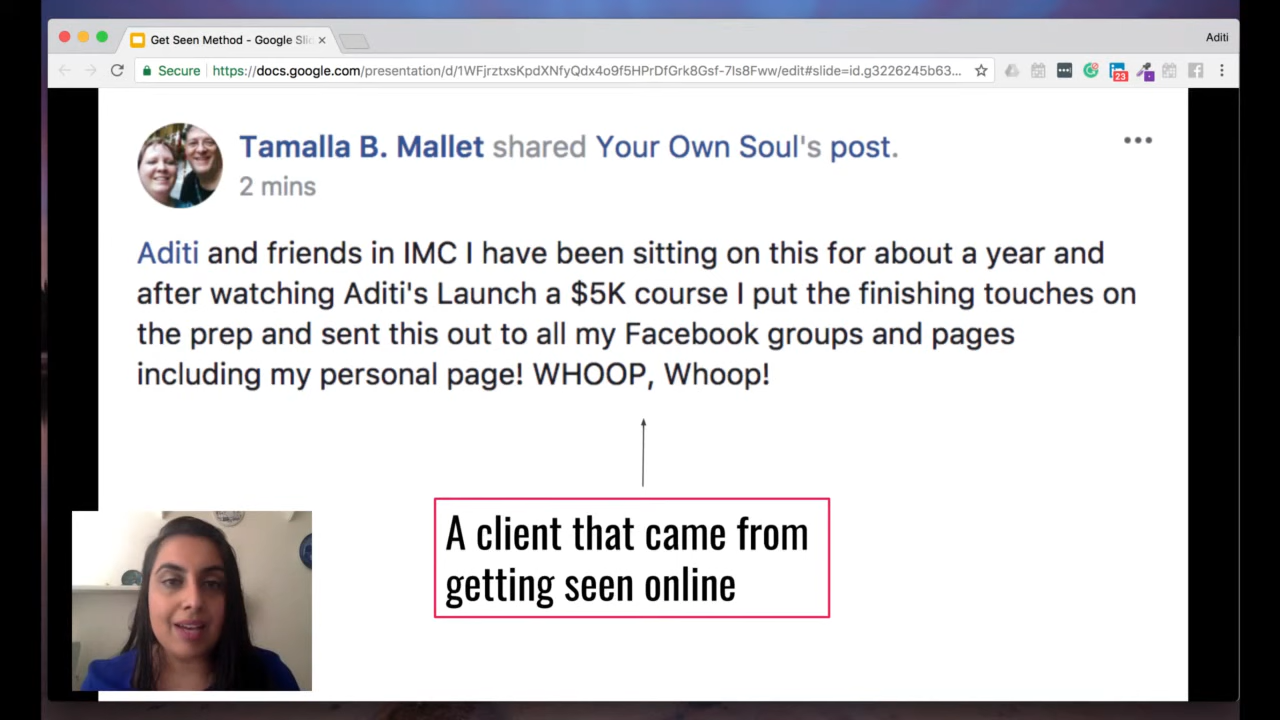 Get Seen Method - Google Slid
Aditi
Secure
https://docs.google.com/presentation/d/1WFjrztxsKpdXNfyQdx4o9f5HPrDfGrk8Gsf-7ls8Fww/edit#slide=id.g3226245b63...
23
Tamalla B. Mallet shared Your Own Soul's post.
2 mins
Aditi and friends in IMC I have been sitting on this for about a year and
after watching Aditi's Launch a $5K course I put the finishing touches on
the prep and sent this out to all my Facebook groups and pages
including my personal page! WHOOP, Whoop!
A client that came from
getting seen online